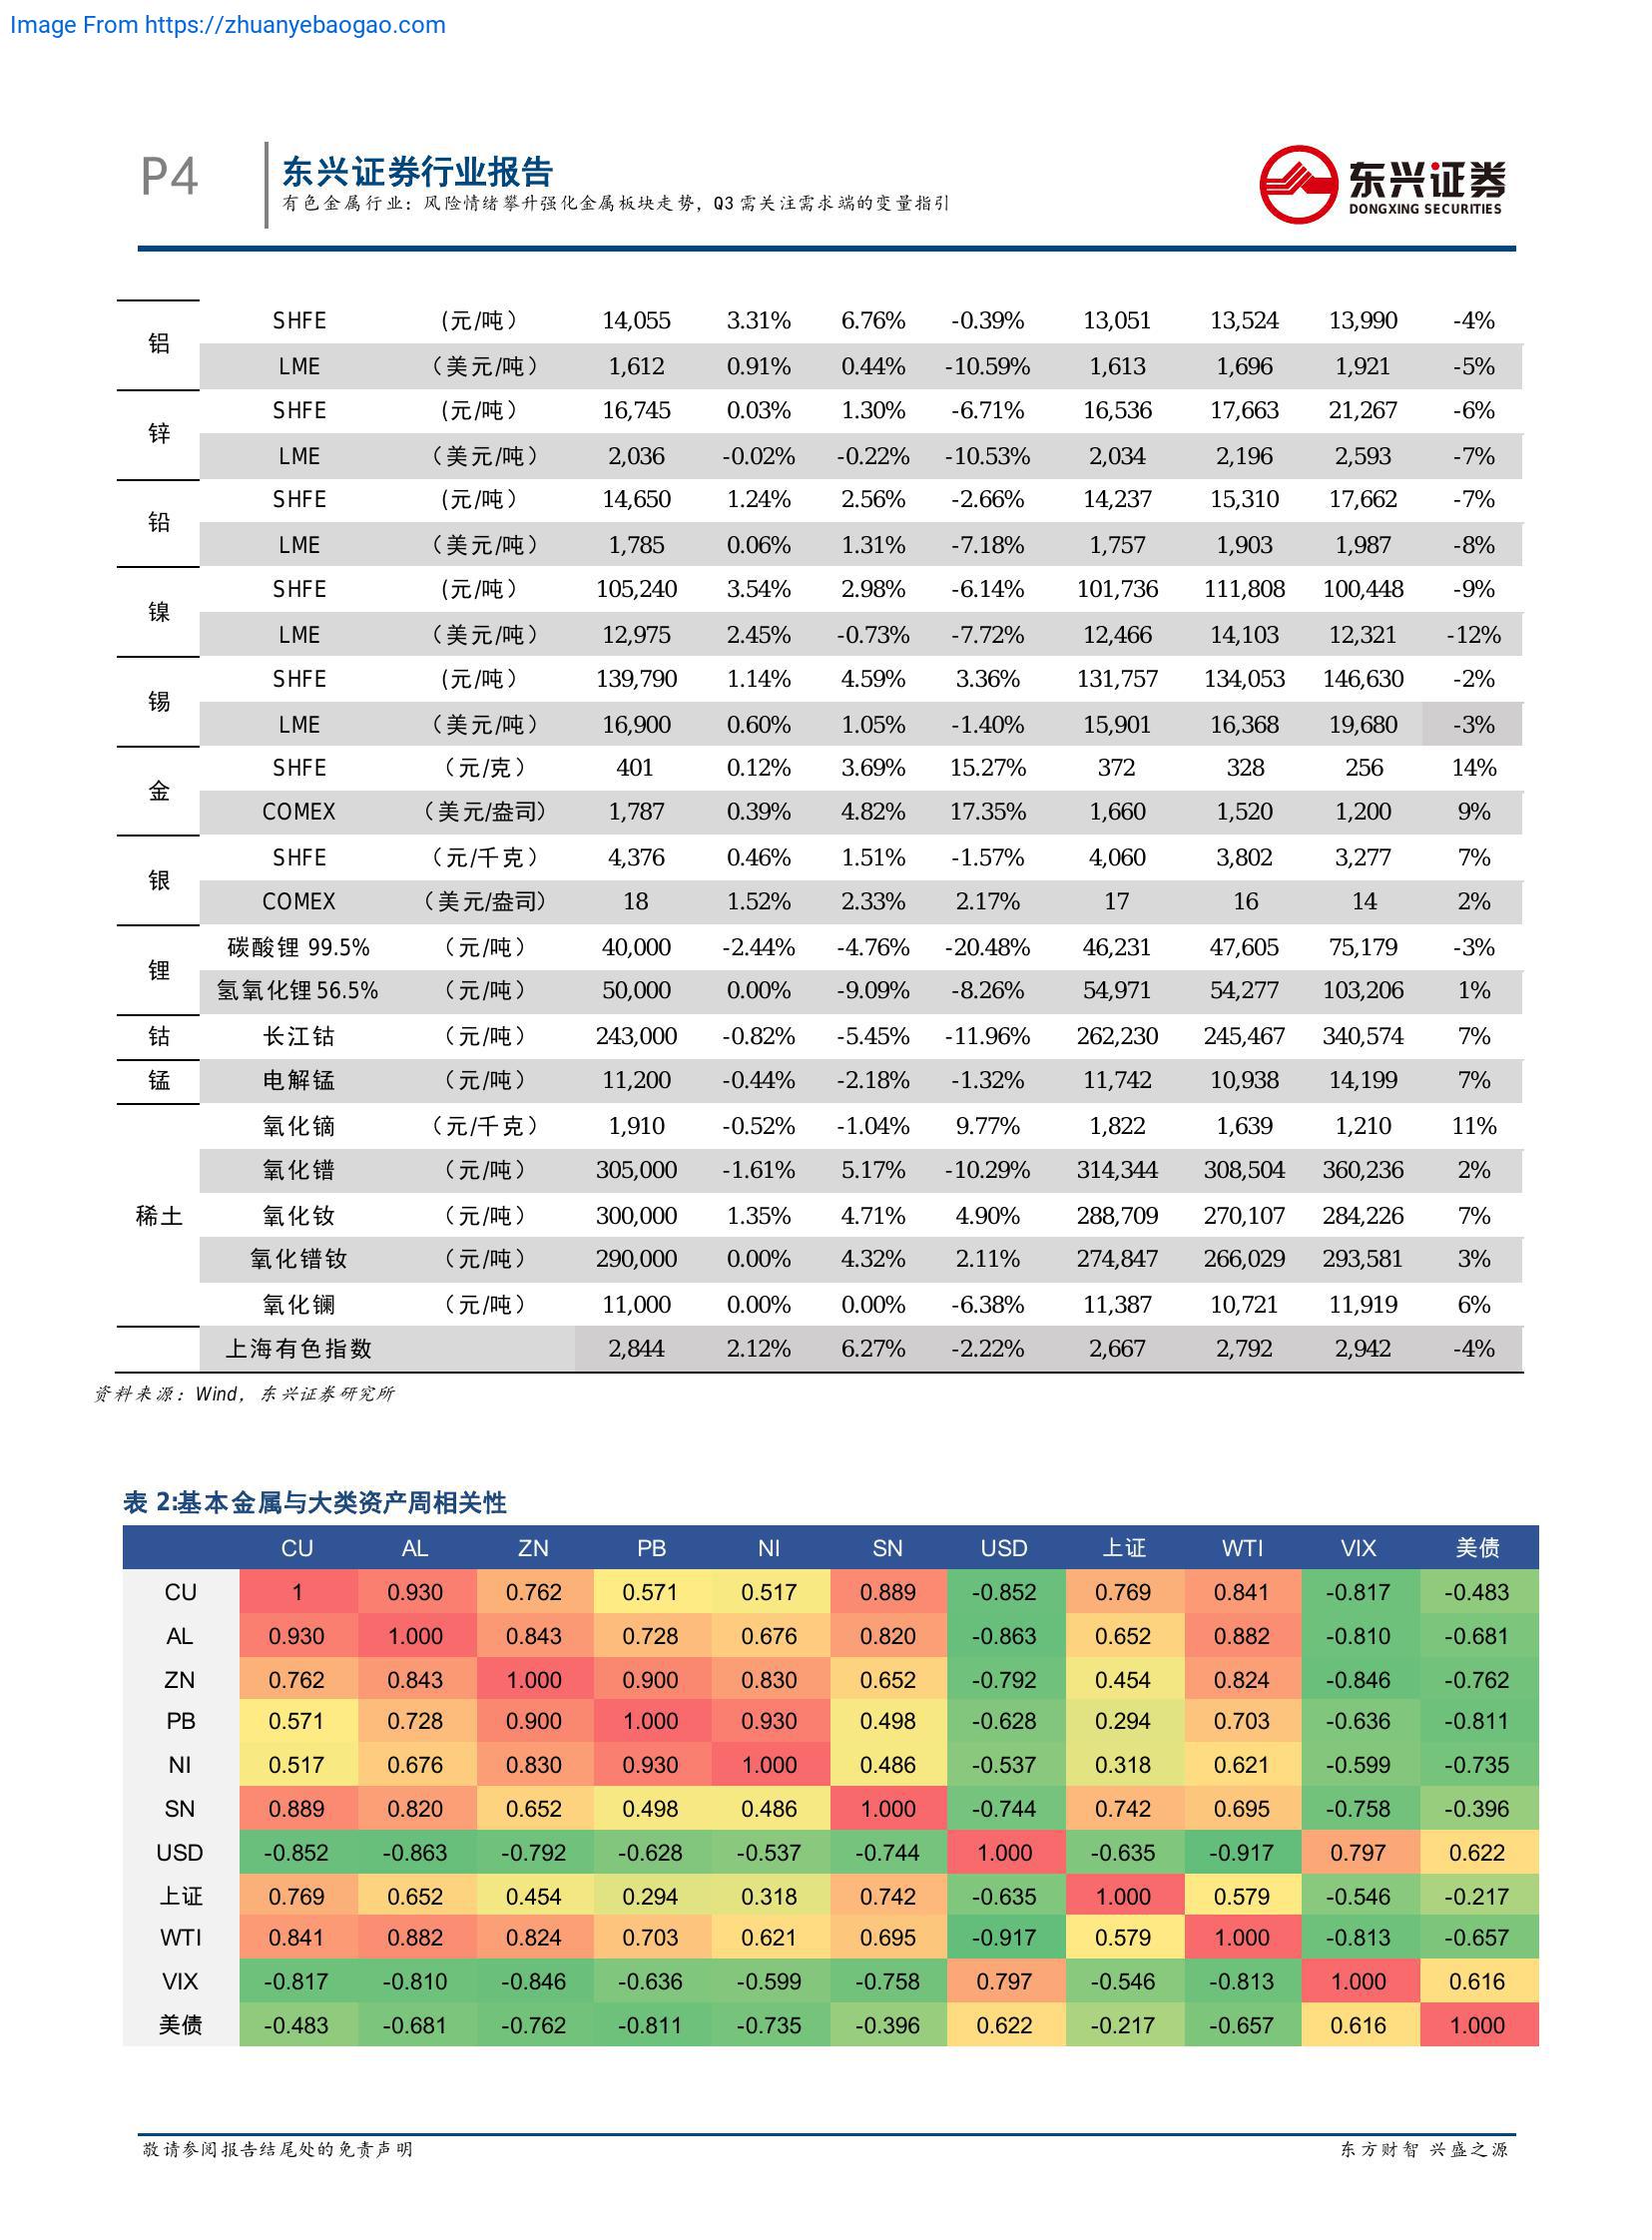 Image From https://zhuanyebaogao.com
P4
东兴证券行业报告
有色金属行业：风险情绪攀升强化金属板块走势，Q3需关注需求端的变量指引
东兴证券
DONGXING SECURITIES
铝 SHFE (元/吨） 14,055 3.31% 6.76% -0.39% 13,051 13,524 13,990 -4%
LME （美元/吨） 1,612 0.91% 0.44% -10.59% 1,613 1,696 1,921 -5%
锌 SHFE (元/吨） 16,745 0.03% 1.30% -6.71% 16,536 17,663 21,267 -6%
LME （美元/吨） 2,036 -0.02% -0.22% -10.53% 2,034 2,196 2,593 -7%
铅 SHFE (元/吨） 14,650 1.24% 2.56% -2.66% 14,237 15,310 17,662 -7%
LME （美元/吨） 1,785 0.06% 1.31% -7.18% 1,757 1,903 1,987 -8%
镍 SHFE (元/吨） 105,240 3.54% 2.98% -6.14% 101,736 111,808 100,448 -9%
LME （美元/吨） 12,975 2.45% -0.73% -7.72% 12,466 14,103 12,321 -12%
锡 SHFE (元/吨） 139,790 1.14% 4.59% 3.36% 131,757 134,053 146,630 -2%
LME （美元/吨） 16,900 0.60% 1.05% -1.40% 15,901 16,368 19,680 -3%
金 SHFE （元/克） 401 0.12% 3.69% 15.27% 372 328 256 14%
COMEX （美元/盎司） 1,787 0.39% 4.82% 17.35% 1,660 1,520 1,200 9%
银 SHFE （元/千克） 4,376 0.46% 1.51% -1.57% 4,060 3,802 3,277 7%
COMEX （美元/盎司） 18 1.52% 2.33% 2.17% 17 16 14 2%
锂 碳酸锂 99.5% （元/吨） 40,000 -2.44% -4.76% -20.48% 46,231 47,605 75,179 -3%
氢氧化锂56.5% （元/吨） 50,000 0.00% -9.09% -8.26% 54,971 54,277 103,206 1%
钴 长江钴 （元/吨） 243,000 -0.82% -5.45% -11.96% 262,230 245,467 340,574 7%
锰 电解锰 （元/吨） 11,200 -0.44% -2.18% -1.32% 11,742 10,938 14,199 7%
稀土 氧化镝 （元/千克） 1,910 -0.52% -1.04% 9.77% 1,822 1,639 1,210 11%
氧化镨 （元/吨） 305,000 -1.61% 5.17% -10.29% 314,344 308,504 360,236 2%
氧化钕 （元/吨） 300,000 1.35% 4.71% 4.90% 288,709 270,107 284,226 7%
氧化镨钕 （元/吨） 290,000 0.00% 4.32% 2.11% 274,847 266,029 293,581 3%
氧化镧 （元/吨） 11,000 0.00% 0.00% -6.38% 11,387 10,721 11,919 6%
上海有色指数 2,844 2.12% 6.27% -2.22% 2,667 2,792 2,942 -4%
资料来源：Wind，东兴证券研究所
表 2:基本金属与大类资产周相关性
CU AL ZN PB NI SN USD 上证 WTI VIX 美债
CU 1 0.930 0.762 0.571 0.517 0.889 -0.852 0.769 0.841 -0.817 -0.483
AL 0.930 1.000 0.843 0.728 0.676 0.820 -0.863 0.652 0.882 -0.810 -0.681
ZN 0.762 0.843 1.000 0.900 0.830 0.652 -0.792 0.454 0.824 -0.846 -0.762
PB 0.571 0.728 0.900 1.000 0.930 0.498 -0.628 0.294 0.703 -0.636 -0.811
NI 0.517 0.676 0.830 0.930 1.000 0.486 -0.537 0.318 0.621 -0.599 -0.735
SN 0.889 0.820 0.652 0.498 0.486 1.000 -0.744 0.742 0.695 -0.758 -0.396
USD -0.852 -0.863 -0.792 -0.628 -0.537 -0.744 1.000 -0.635 -0.917 0.797 0.622
上证 0.769 0.652 0.454 0.294 0.318 0.742 -0.635 1.000 0.579 -0.546 -0.217
WTI 0.841 0.882 0.824 0.703 0.621 0.695 -0.917 0.579 1.000 -0.813 -0.657
VIX -0.817 -0.810 -0.846 -0.636 -0.599 -0.758 0.797 -0.546 -0.813 1.000 0.616
美债 -0.483 -0.681 -0.762 -0.811 -0.735 -0.396 0.622 -0.217 -0.657 0.616 1.000
敬请参阅报告结尾处的免责声明
东方财智 兴盛之源